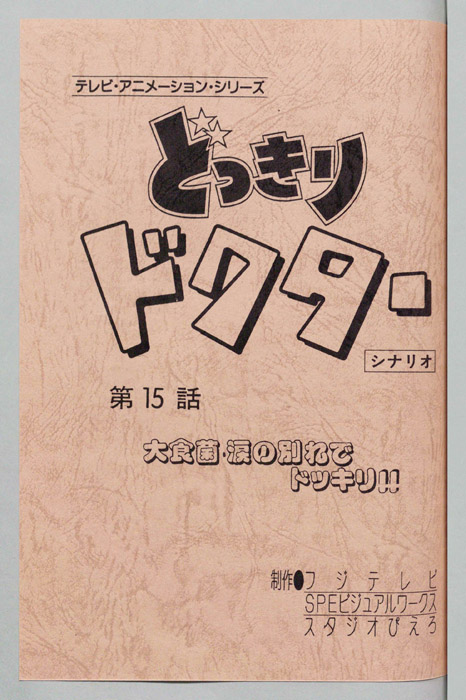 テレビ・アニメーション・シリーズ
どっきり
ドクター
シナリオ
第15話
大食菌・涙の別れで
ドッキリ!!
制作●フジテレビ
SPEビジュアルワークス
スタジオぴえろ